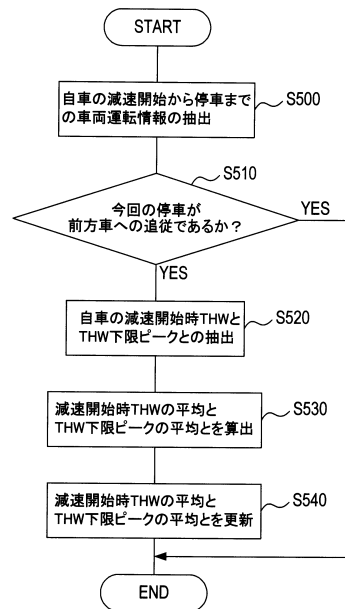 START
自車の減速開始から停車まで
の車両運転情報の抽出
S500
S510
今回の停車が
前方車への追従であるか?
YES
YES
自車の減速開始時THWと
THW下限ピークとの抽出
S520
減速開始時THWの平均と
THW下限ピークの平均とを算出
S530
減速開始時THWの平均と
THW下限ピークの平均とを更新
S540
END